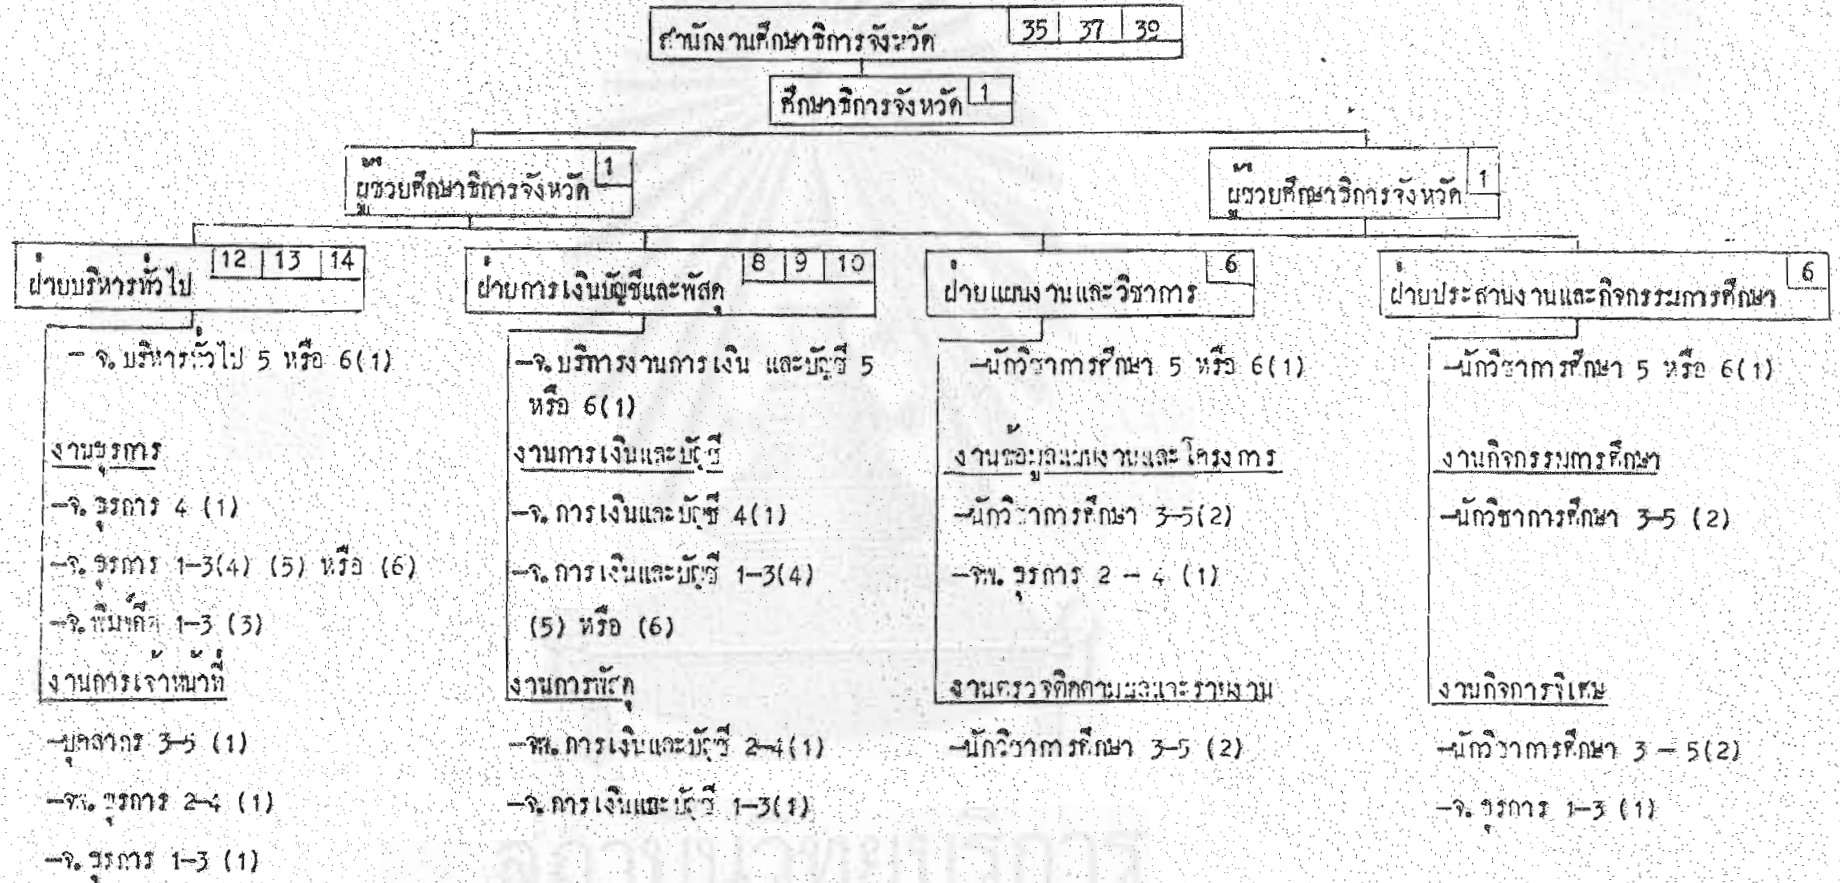 สำนักงานศึกษาธิการจังหวัด 35 37 39
ศึกษาธิการจังหวัด 1
ผู้ช่วยศึกษาธิการจังหวัด 1
ผู้ช่วยศึกษาธิการจังหวัด 1
ฝ่ายบริหารทั่วไป 12 13 14
- จ.บริหารทั่วไป 5 หรือ 6(1)
งานธุรการ
-จ.ธุรการ 4 (1)
-จ.ธุรการ 1-3(4) (5) หรือ (6)
-จ.พิมพ์ดีด 1-3 (3)
งานการเจ้าหน้าที่
-บุคลากร 3-5 (1)
-จพ.ธุรการ 2-4 (1)
-จ.ธุรการ 1-3 (1)
ฝ่ายการเงินบัญชีและพัสดุ 8 9 10
-จ.บริหารงานการเงิน และบัญชี 5
หรือ 6(1)
งานการเงินและบัญชี
-จ.การเงินและบัญชี 4(1)
-จ.การเงินและบัญชี 1-3(4)
(5) หรือ (6)
งานการพัสดุ
-จพ.การเงินและบัญชี 2-4(1)
-จ.การเงินและบัญชี 1-3(1)
ฝ่ายแผนงานและวิชาการ 6
-นักวิชาการศึกษา 5 หรือ 6(1)
งานข้อมูลแผนงานและโครงการ
-นักวิชาการศึกษา 3-5(2)
-จพ.ธุรการ 2 - 4 (1)
งานตรวจติดตามผลและรายงาน
-นักวิชาการศึกษา 3-5 (2)
ฝ่ายประสานงานและกิจกรรมการศึกษา 6
-นักวิชาการศึกษา 5 หรือ 6(1)
งานกิจกรรมการศึกษา
-นักวิชาการศึกษา 3-5 (2)
งานกิจการพิเศษ
-นักวิชาการศึกษา 3 - 5(2)
-จ.ธุรการ 1-3 (1)